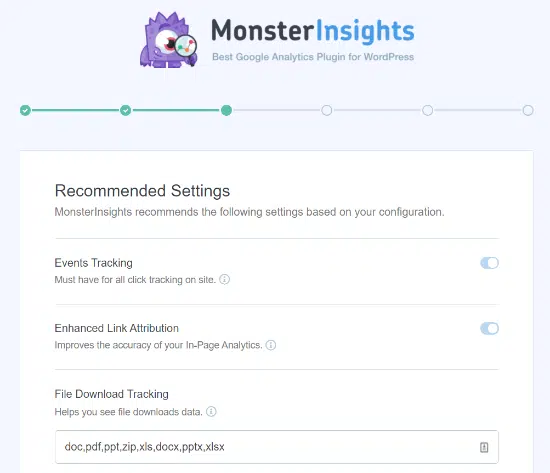 MonsterInsights
Best Google Analytics Plugin for WordPress
Recommended Settings
MonsterInsights recommends the following settings based on your configuration.
Events Tracking
Must have for all click tracking on site.
Enhanced Link Attribution
Improves the accuracy of your In-Page Analytics.
File Download Tracking
Helps you see file downloads data.
doc,pdf,ppt,zip,xls,docx,pptx,xlsx